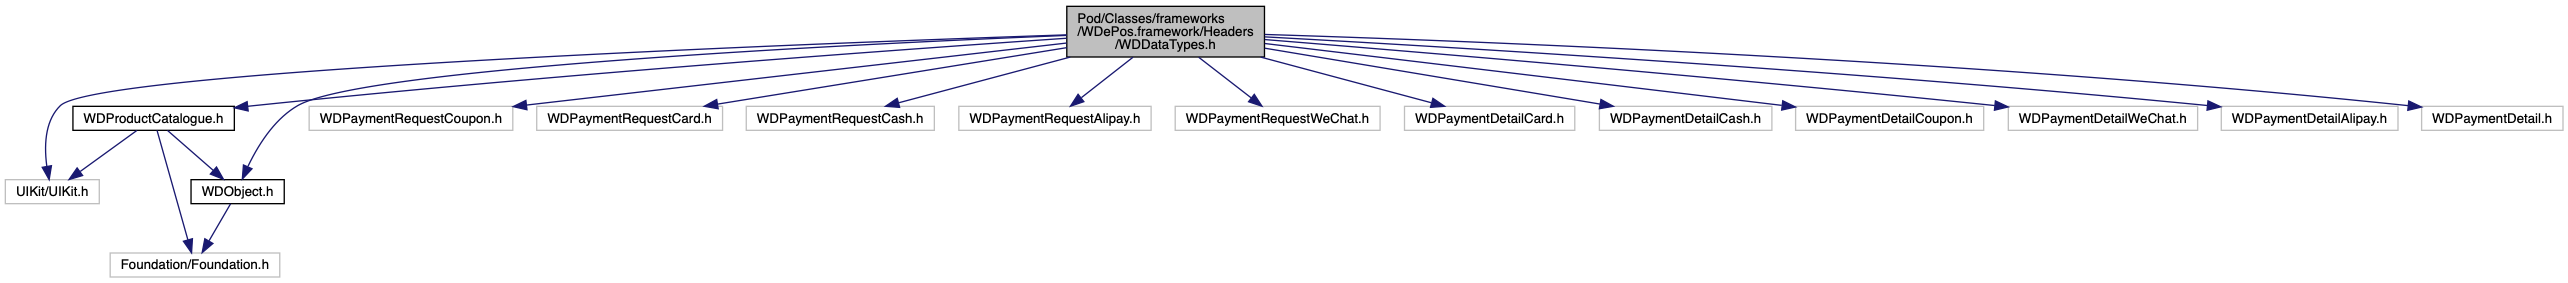 Pod/Classes/frameworks
/WDePos.framework/Headers
/WDDataTypes.h
WDProductCatalogue.h
WDPaymentRequestCoupon.h
WDPaymentRequestCard.h
WDPaymentRequestCash.h
WDPaymentRequestAlipay.h
WDPaymentRequestWeChat.h
WDPaymentDetailCard.h
WDPaymentDetailCash.h
WDPaymentDetailCoupon.h
WDPaymentDetailWeChat.h
WDPaymentDetailAlipay.h
WDPaymentDetail.h
UIKit/UIKit.h
WDObject.h
Foundation/Foundation.h